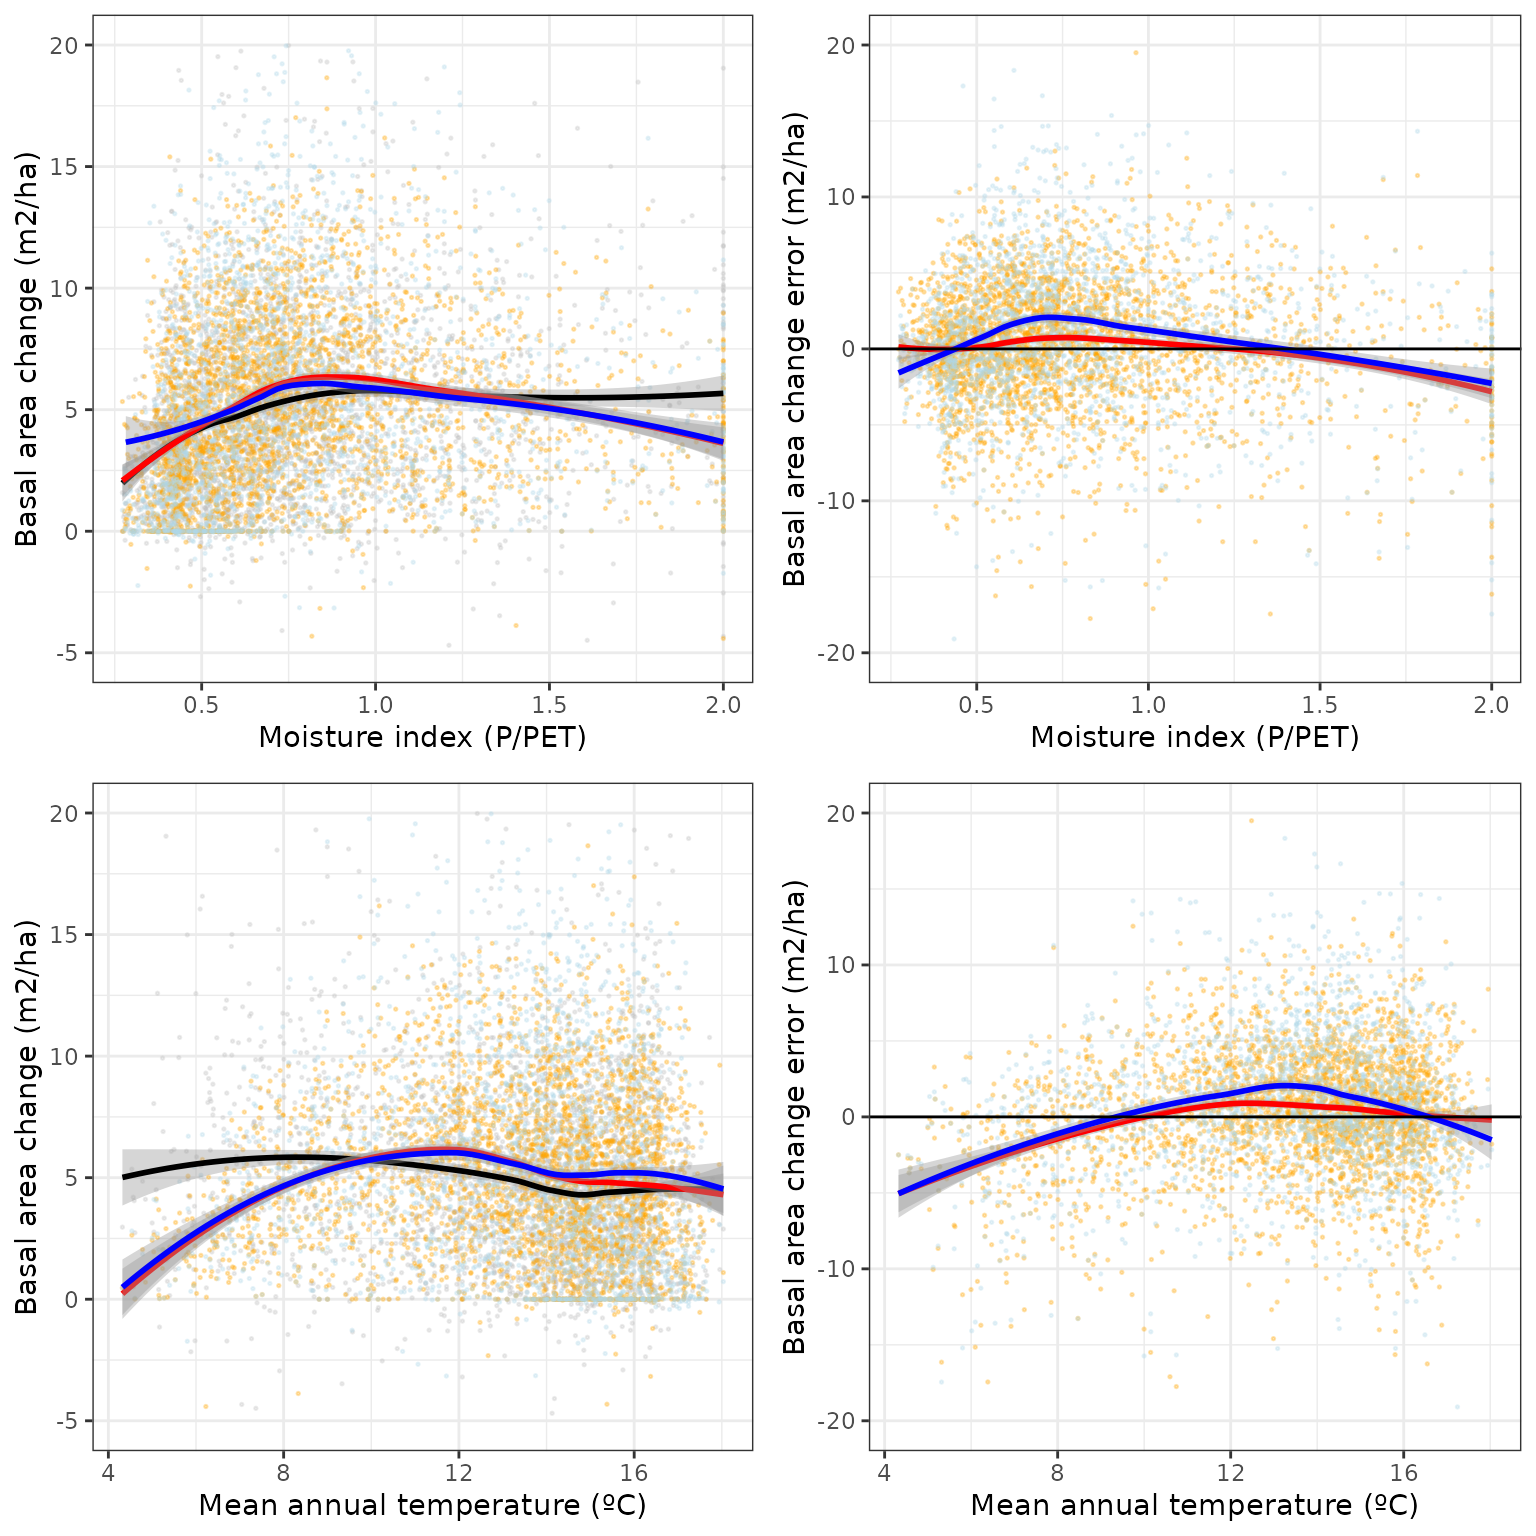 20
15
10
5
0
-5
0.5 1.0 1.5 2.0
Moisture index (P/PET)
Basal area change (m2/ha)
20
10
0
-10
-20
0.5 1.0 1.5 2.0
Moisture index (P/PET)
Basal area change error (m2/ha)
20
15
10
5
0
-5
4 8 12 16
Mean annual temperature (ºC)
Basal area change (m2/ha)
20
10
0
-10
-20
4 8 12 16
Mean annual temperature (ºC)
Basal area change error (m2/ha)